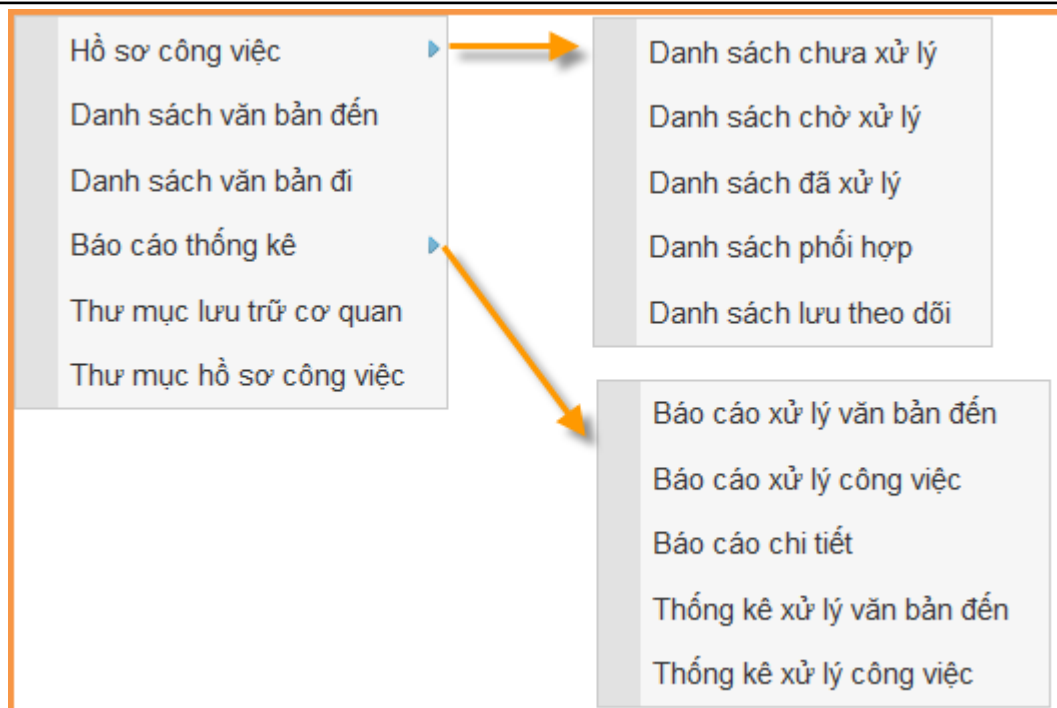 Hồ sơ công việc
Danh sách văn bản đến
Danh sách văn bản đi
Báo cáo thống kê
Thư mục lưu trữ cơ quan
Thư mục hồ sơ công việc
Danh sách chưa xử lý
Danh sách chờ xử lý
Danh sách đã xử lý
Danh sách phối hợp
Danh sách lưu theo dõi
Báo cáo xử lý văn bản đến
Báo cáo xử lý công việc
Báo cáo chi tiết
Thống kê xử lý văn bản đến
Thống kê xử lý công việc